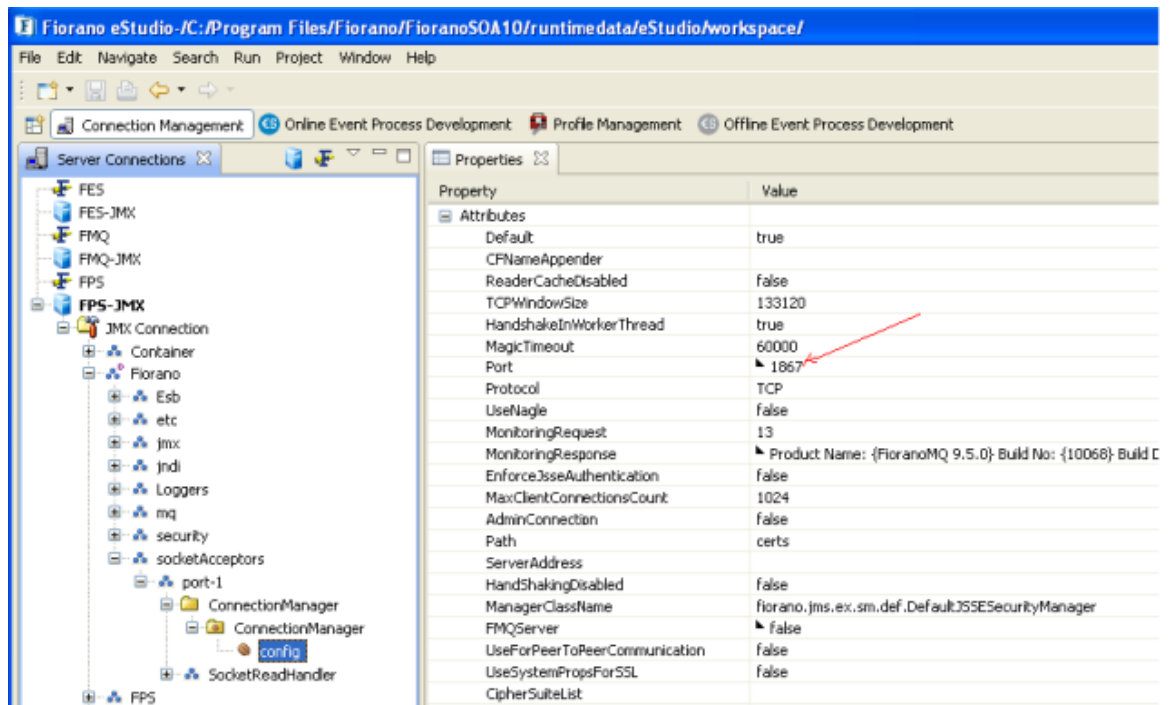 Fiorano eStudio-/C:/Program Files/Fiorano/FioranoSOA10/runtimedata/eStudio/workspace/
File Edit Navigate Search Run Project Window Help
Connection Management Online Event Process Development Profile Management Offline Event Process Development
Server Connections
FES
FES-JMX
FMQ
FMQ-JMX
FPS
FPS-JMX
JMX Connection
Container
Fiorano
Esb
etc
jmx
jndi
Loggers
mq
security
socketAcceptors
port-1
ConnectionManager
ConnectionManager
config
SocketReadHandler
FPS
Properties
Property Value
Attributes
Default true
CFNameAppender
ReaderCacheDisabled false
TCPWindowSize 133120
HandshakeInWorkerThread true
MagicTimeout 60000
Port 1867
Protocol TCP
UseNagle false
MonitoringRequest 13
MonitoringResponse Product Name: {FioranoMQ 9.5.0} Build No: {10068} Build D
EnforceJsseAuthentication false
MaxClientConnectionsCount 1024
AdminConnection false
Path certs
ServerAddress
HandShakingDisabled false
ManagerClassName fiorano.jms.ex.sm.def.DefaultJSSESecurityManager
FMQServer false
UseForPeerToPeerCommunication false
UseSystemPropsForSSL false
CipherSuiteList